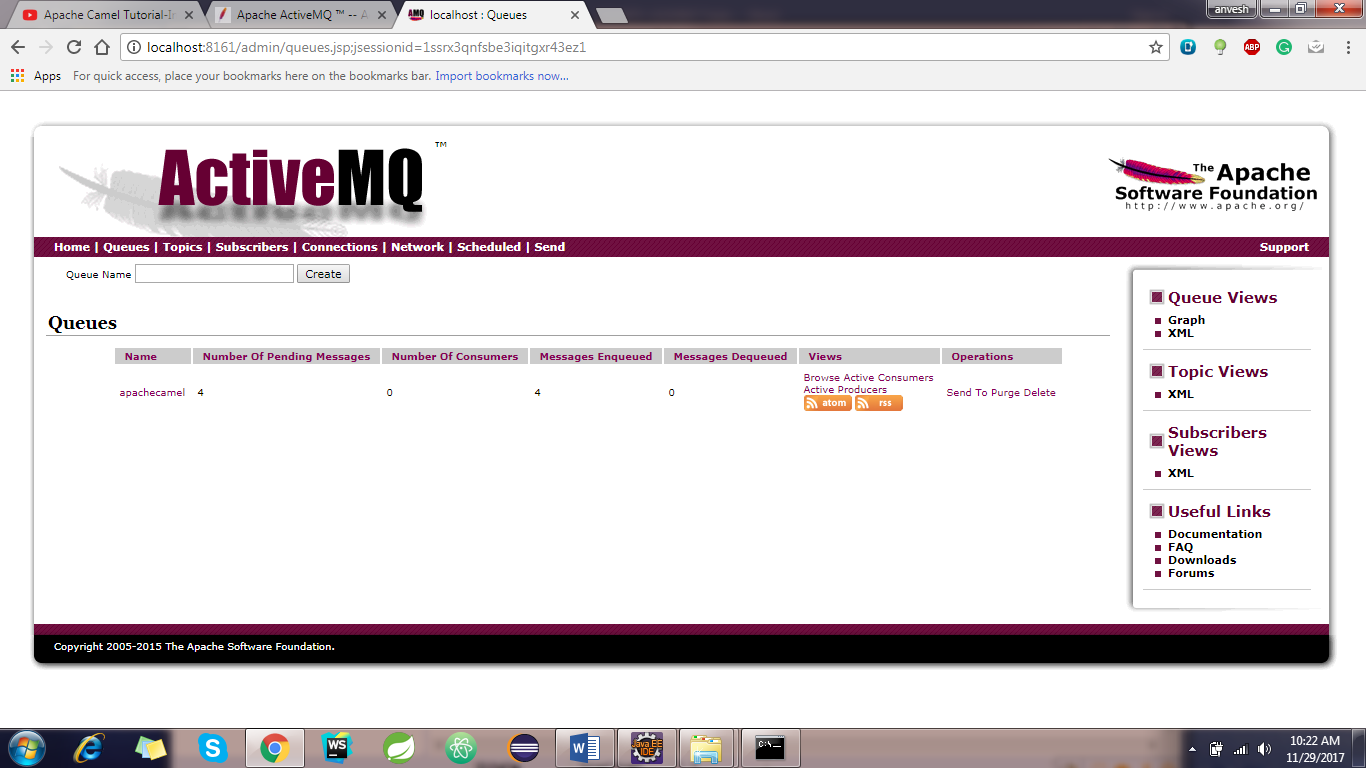 Apache Camel Tutorial-In
Apache ActiveMQ ™ -- A
AMQ localhost : Queues
anvesh
localhost:8161/admin/queues.jsp;jsessionid=1ssrx3qnfsbe3iqitgxr43ez1
ABP
Apps For quick access, place your bookmarks here on the bookmarks bar. Import bookmarks now...
ActiveMQ ™
The Apache
Software Foundation
http://www.apache.org/
Home | Queues | Topics | Subscribers | Connections | Network | Scheduled | Send
Support
Queue Name Create
Queues
Name Number Of Pending Messages Number Of Consumers Messages Enqueued Messages Dequeued Views Operations
apachecamel 4 0 4 0 Browse Active Consumers
Active Producers
atom rss
Send To Purge Delete
Queue Views
Graph
XML
Topic Views
XML
Subscribers
Views
XML
Useful Links
Documentation
FAQ
Downloads
Forums
Copyright 2005-2015 The Apache Software Foundation.
WS
W
Java EE
IDE
C:\_
10:22 AM
11/29/2017